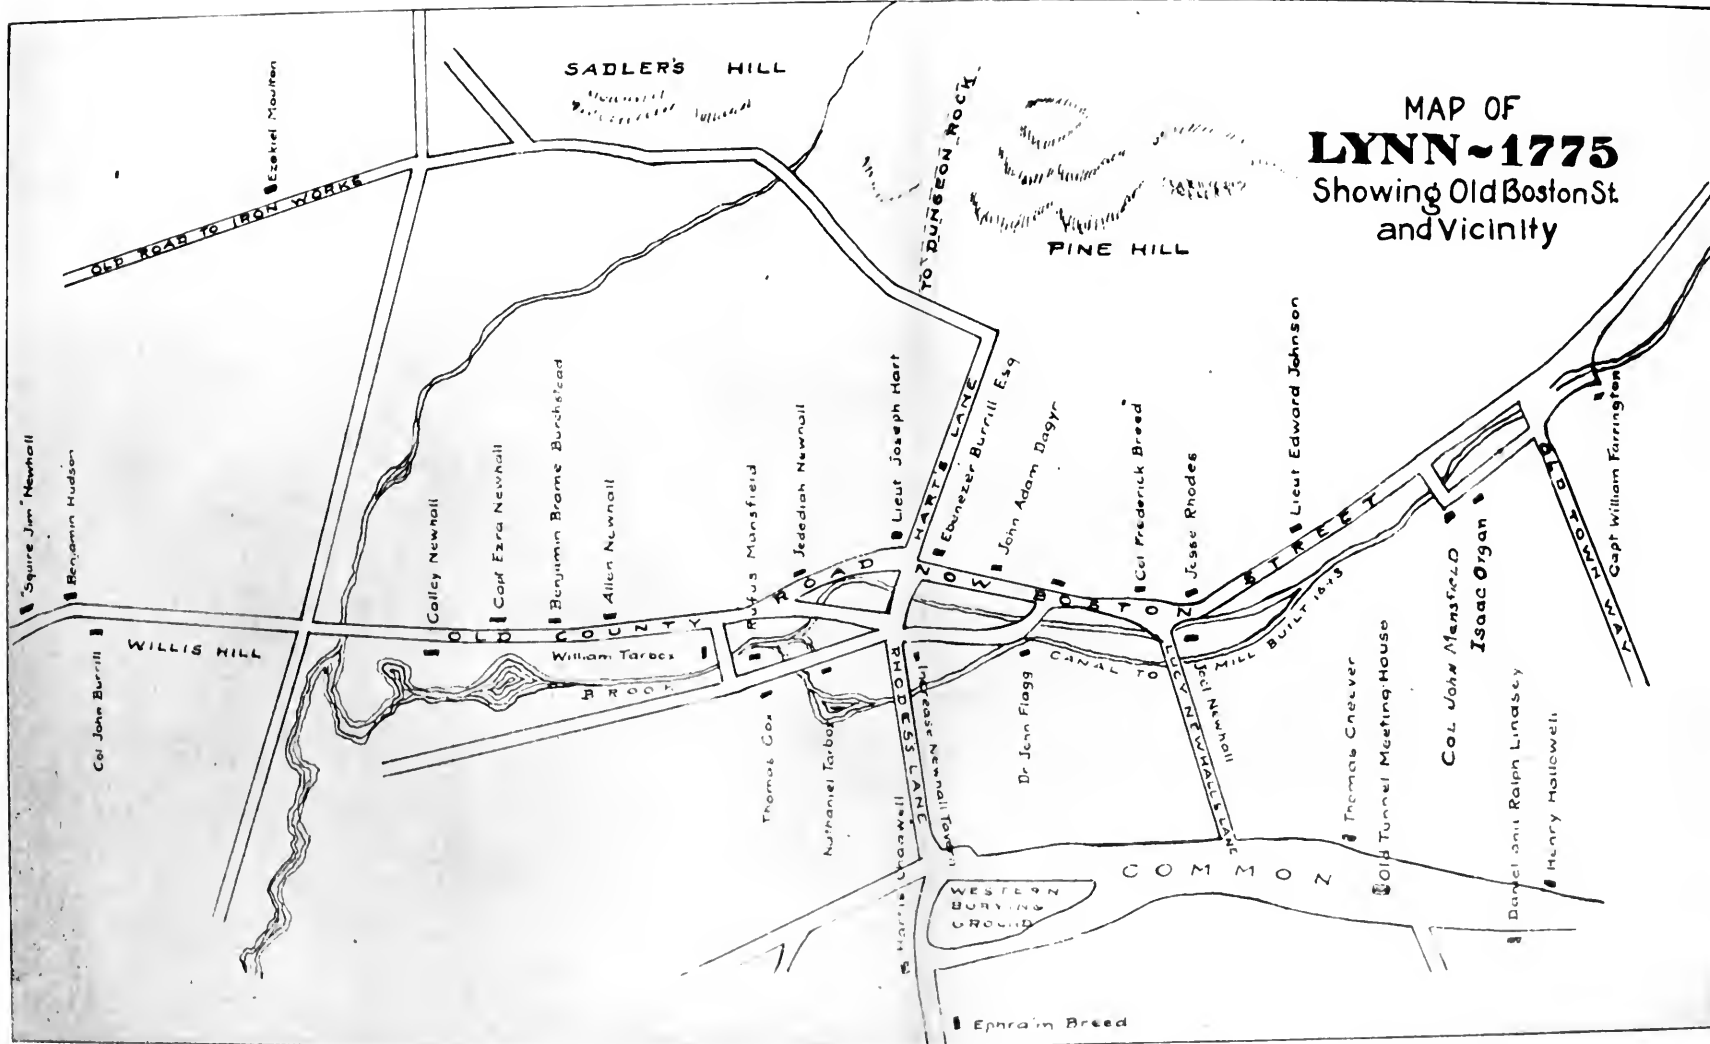 MAP OF
LYNN~1775
Showing Old Boston St.
and Vicinity
SADLER'S HILL
PINE HILL
TO DUNGEON ROCK
Ezekiel Moulton
OLD ROAD TO IRON WORKS
"Squire Jim" Newhall
Benjamin Hudson
Col John Burrill
WILLIS HILL
Calley Newhall
Capt Ezra Newhall
Benjumin Brame Burchstead
Allen Newhall
OLD COUNTY ROAD NOW BOSTON STREET
William Tarbox
BROOK
Rufus Mansfield
Jedediah Newhall
Lieut Joseph Hart
HART'S LANE
Ebenezer Burrill Esq
John Adam Dagyr
Col Frederick Breed
Jesse Rhodes
Lieut Edward Johnson
Capt William Farrington
OLD TOWN WAY
Isaac Organ
COL JOHN MANSFIELD
Thomas Cox
Nathaniel Tarbox
RHODES'S LANE
Increase Newhall Tavern
Dr John Flagg
CANAL TO MILL BUILT 1643
LUCY NEWHALL'S LANE
Joel Newhall
Thomas Cheever
Old Tunnel Meeting House
Daniel and Ralph Lindsey
Henry Hallowell
COMMON
WESTERN
BURYING
GROUND
Ephraim Breed